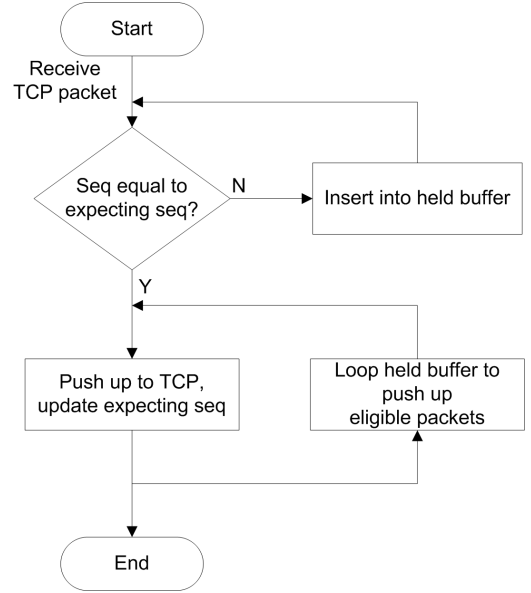 Start
Receive
TCP packet
Seq equal to
expecting seq?
N
Insert into held buffer
Y
Push up to TCP,
update expecting seq
Loop held buffer to
push up
eligible packets
End